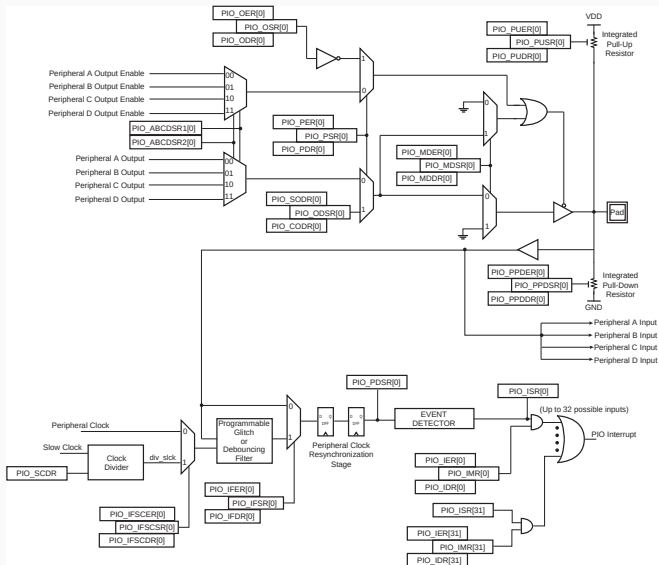 PIO_OER[0]
PIO_OSR[0]
PIO_ODR[0]
1
0
VDD
PIO_PUER[0]
PIO_PUSR[0]
PIO_PUDR[0]
Integrated
Pull-Up
Resistor
Peripheral A Output Enable
Peripheral B Output Enable
Peripheral C Output Enable
Peripheral D Output Enable
00
01
10
11
PIO_ABCDSR1[0]
PIO_ABCDSR2[0]
PIO_PER[0]
PIO_PSR[0]
PIO_PDR[0]
0
1
PIO_MDER[0]
PIO_MDSR[0]
PIO_MDDR[0]
Peripheral A Output
Peripheral B Output
Peripheral C Output
Peripheral D Output
00
01
10
11
0
1
PIO_SODR[0]
PIO_ODSR[0]
PIO_CODR[0]
0
1
Pad
PIO_PPDER[0]
PIO_PPDSR[0]
PIO_PPDDR[0]
Integrated
Pull-Down
Resistor
GND
Peripheral A Input
Peripheral B Input
Peripheral C Input
Peripheral D Input
PIO_PDSR[0]
PIO_ISR[0]
(Up to 32 possible inputs)
Peripheral Clock
0
Slow Clock
Clock
Divider
div_slck
1
PIO_SCDR
Programmable
Glitch
or
Debouncing
Filter
0
1
D Q
DFF
D Q
DFF
Peripheral Clock
Resynchronization
Stage
EVENT
DETECTOR
PIO Interrupt
PIO_IER[0]
PIO_IMR[0]
PIO_IDR[0]
PIO_IFER[0]
PIO_IFSR[0]
PIO_IFDR[0]
PIO_IFSCER[0]
PIO_IFSCSR[0]
PIO_IFSCDR[0]
PIO_ISR[31]
PIO_IER[31]
PIO_IMR[31]
PIO_IDR[31]